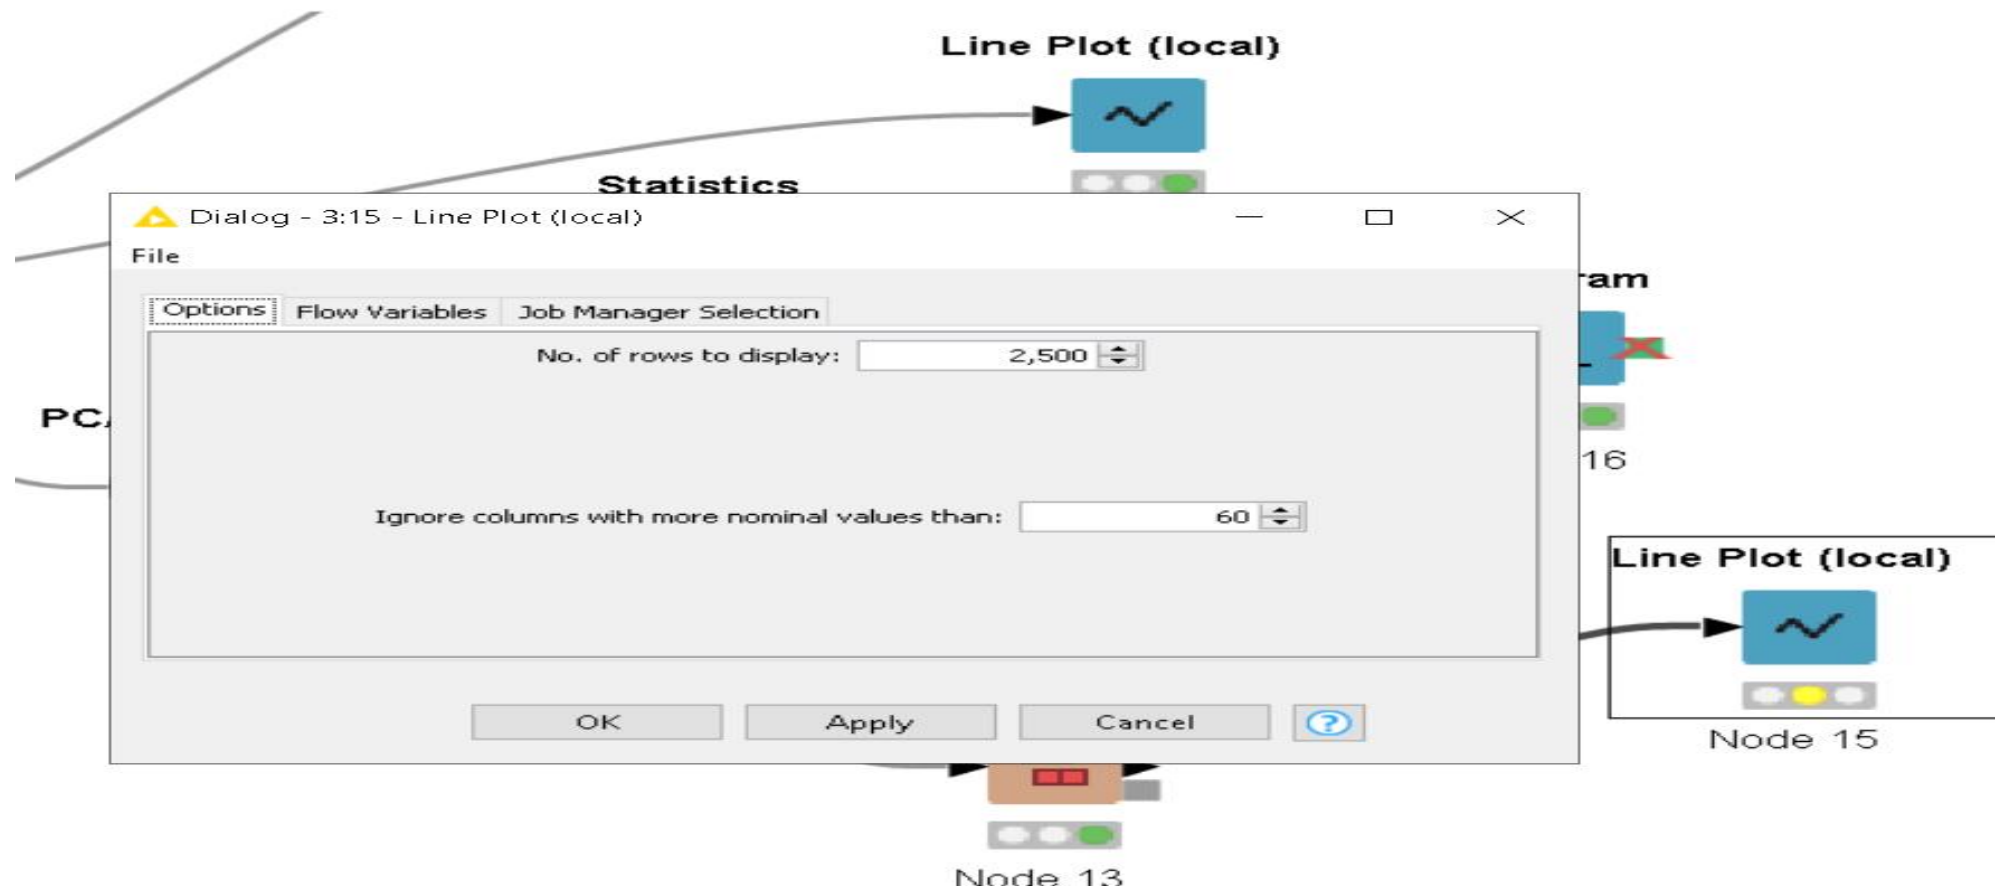 Line Plot (local)
Statistics
Dialog - 3:15 - Line Plot (local)
File
Options Flow Variables Job Manager Selection
No. of rows to display: 2,500
Ignore columns with more nominal values than: 60
OK Apply Cancel ?
ram
16
PC
Line Plot (local)
Node 15
Node 13